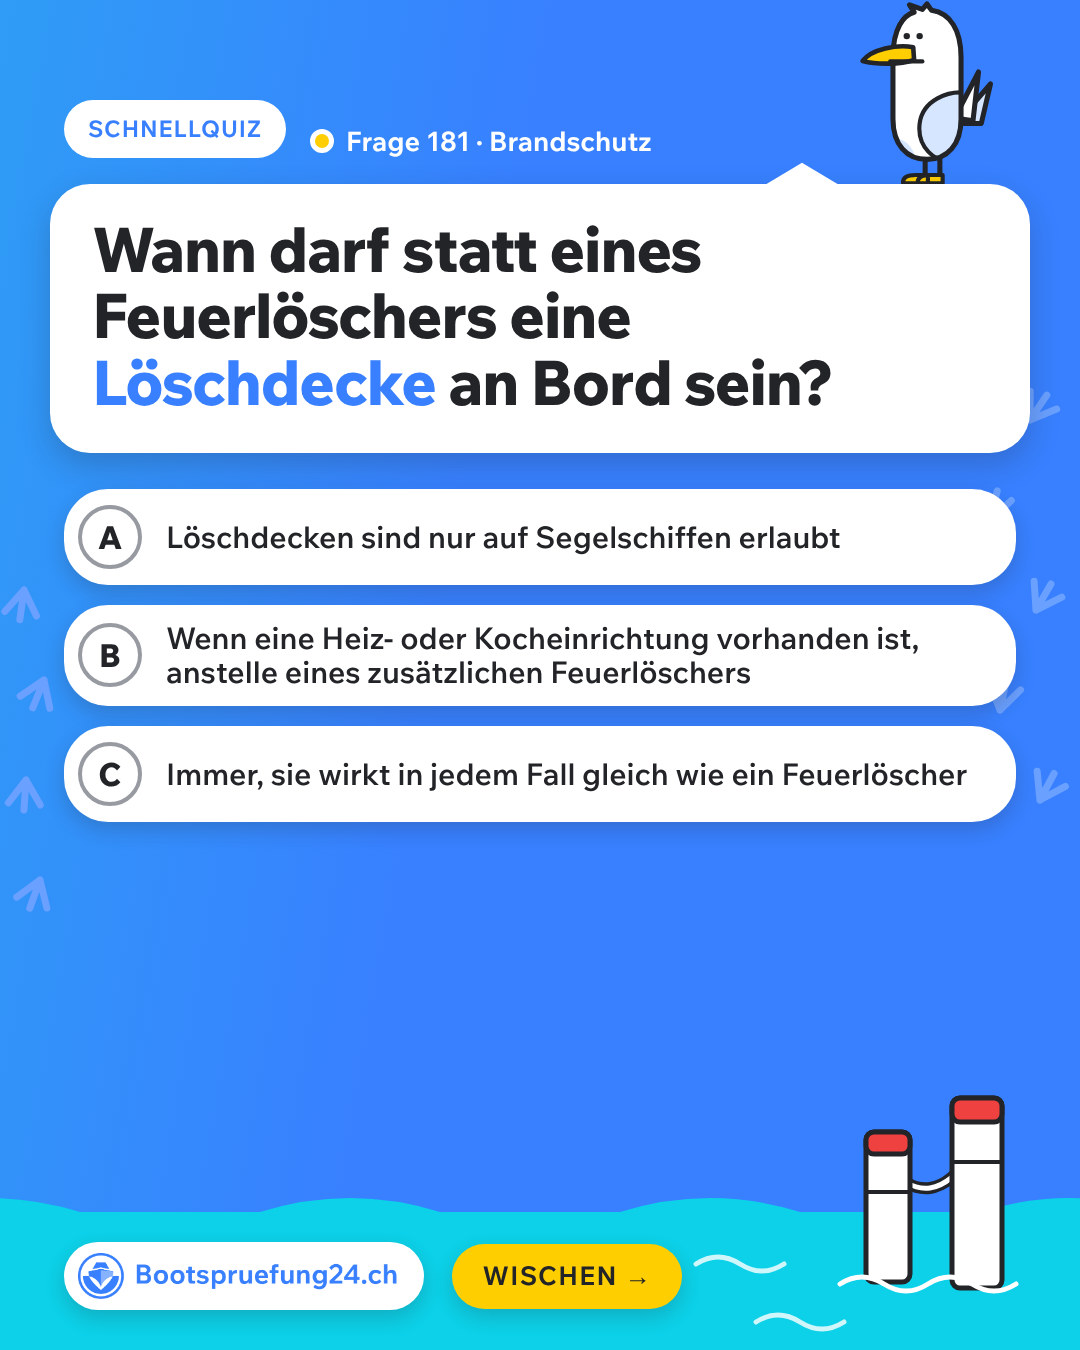 SCHNELLQUIZ
Frage 181 · Brandschutz
Wann darf statt eines
Feuerlöschers eine
Löschdecke an Bord sein?
A Löschdecken sind nur auf Segelschiffen erlaubt
B Wenn eine Heiz- oder Kocheinrichtung vorhanden ist,
anstelle eines zusätzlichen Feuerlöschers
C Immer, sie wirkt in jedem Fall gleich wie ein Feuerlöscher
Bootspruefung24.ch
WISCHEN →